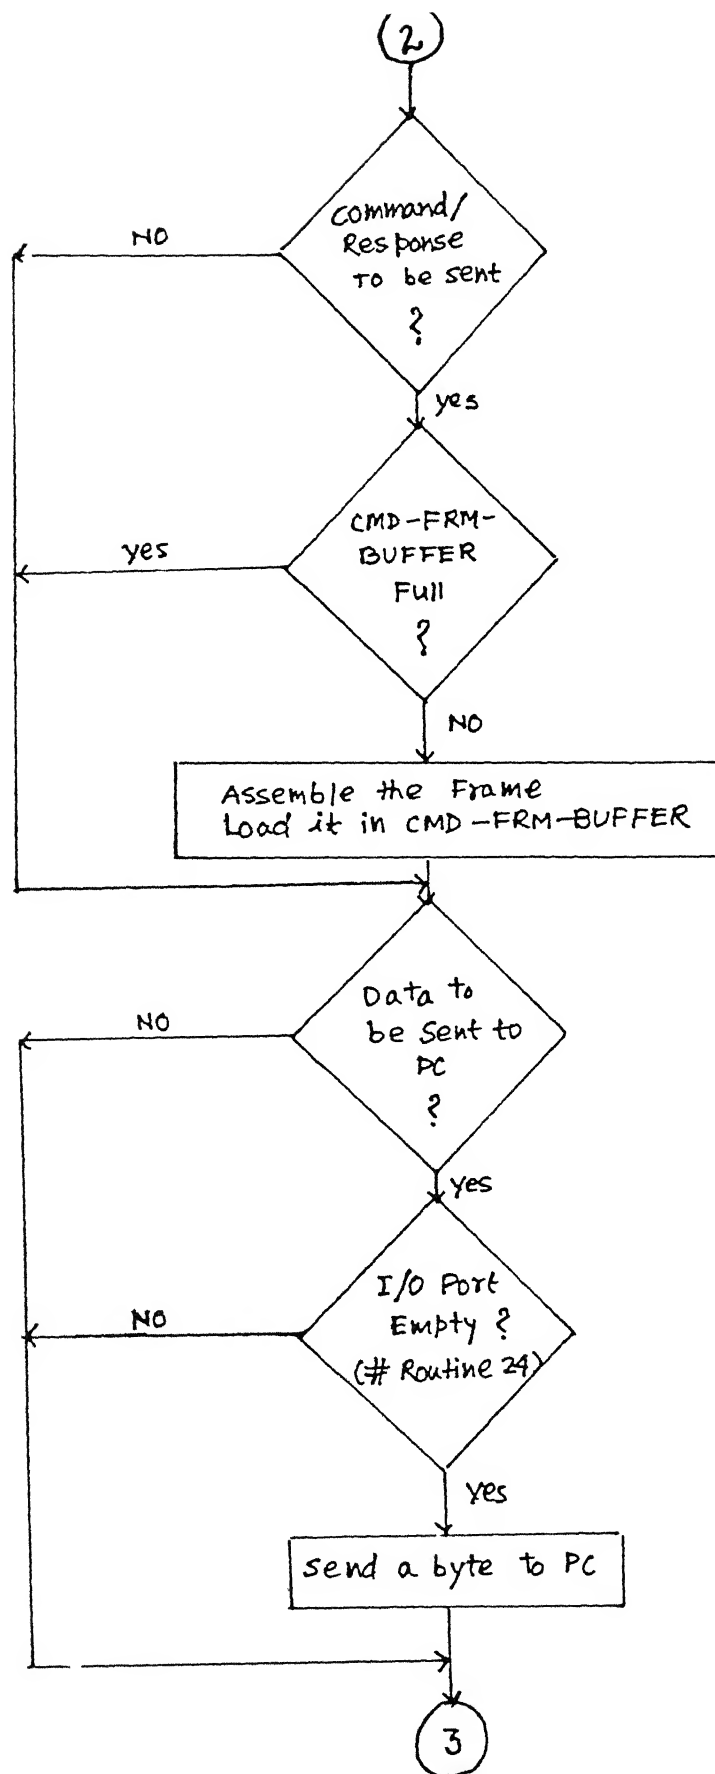 2
Command/
Response
To be sent
?
NO
yes
CMD-FRM-
BUFFER
Full
?
yes
NO
Assemble the Frame
Load it in CMD-FRM-BUFFER
Data to
be sent to
PC
?
NO
yes
I/O Port
Empty ?
(# Routine 24)
NO
yes
Send a byte to PC
3